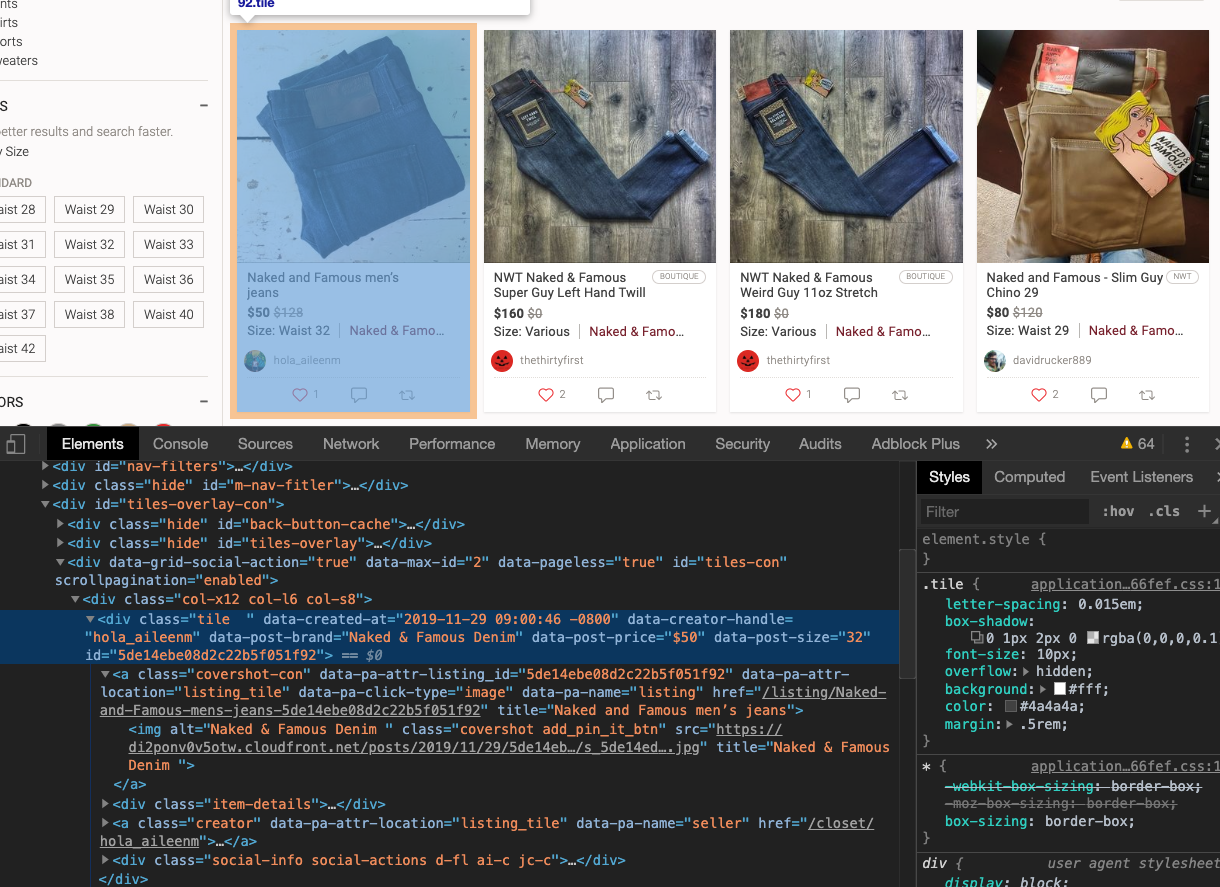 92.tile
nts
irts
orts
weaters
S
etter results and search faster.
y Size
NDARD
aist 28 Waist 29 Waist 30
aist 31 Waist 32 Waist 33
aist 34 Waist 35 Waist 36
aist 37 Waist 38 Waist 40
aist 42
ORS
Naked and Famous men's
jeans
$50 $128
Size: Waist 32 Naked & Famo...
hola_aileenm
1
NWT Naked & Famous BOUTIQUE
Super Guy Left Hand Twill
$160 $0
Size: Various Naked & Famo...
thethirtyfirst
2
NWT Naked & Famous BOUTIQUE
Weird Guy 11oz Stretch
$180 $0
Size: Various Naked & Famo...
thethirtyfirst
1
NAKED &
FAMOUS
Naked and Famous - Slim Guy NWT
Chino 29
$80 $120
Size: Waist 29 Naked & Famo...
davidrucker889
2
Elements Console Sources Network Performance Memory Application Security Audits Adblock Plus » 64
<div id="nav-filters">…</div>
<div class="hide" id="m-nav-fitler">…</div>
<div id="tiles-overlay-con">
<div class="hide" id="back-button-cache">…</div>
<div class="hide" id="tiles-overlay">…</div>
<div data-grid-social-action="true" data-max-id="2" data-pageless="true" id="tiles-con"
scrollpagination="enabled">
<div class="col-x12 col-l6 col-s8">
<div class="tile  " data-created-at="2019-11-29 09:00:46 -0800" data-creator-handle=
"hola_aileenm" data-post-brand="Naked & Famous Denim" data-post-price="$50" data-post-size="32"
id="5de14ebe08d2c22b5f051f92"> == $0
<a class="covershot-con" data-pa-attr-listing_id="5de14ebe08d2c22b5f051f92" data-pa-attr-
location="listing_tile" data-pa-click-type="image" data-pa-name="listing" href="/listing/Naked-
and-Famous-mens-jeans-5de14ebe08d2c22b5f051f92" title="Naked and Famous men's jeans">
<img alt="Naked & Famous Denim " class="covershot add_pin_it_btn" src="https://
di2ponv0v5otw.cloudfront.net/posts/2019/11/29/5de14eb…/s_5de14ed….jpg" title="Naked & Famous
Denim ">
</a>
<div class="item-details">…</div>
<a class="creator" data-pa-attr-location="listing_tile" data-pa-name="seller" href="/closet/
hola_aileenm">…</a>
<div class="social-info social-actions d-fl ai-c jc-c">…</div>
</div>
Styles Computed Event Listeners
Filter :hov .cls +
element.style {
}
.tile { application…66fef.css:1
letter-spacing: 0.015em;
box-shadow:
0 1px 2px 0 rgba(0,0,0,0.1
font-size: 10px;
overflow: hidden;
background: #fff;
color: #4a4a4a;
margin: .5rem;
}
* { application…66fef.css:1
-webkit-box-sizing: border-box;
-moz-box-sizing: border-box;
box-sizing: border-box;
}
div { user agent stylesheet
display: block;